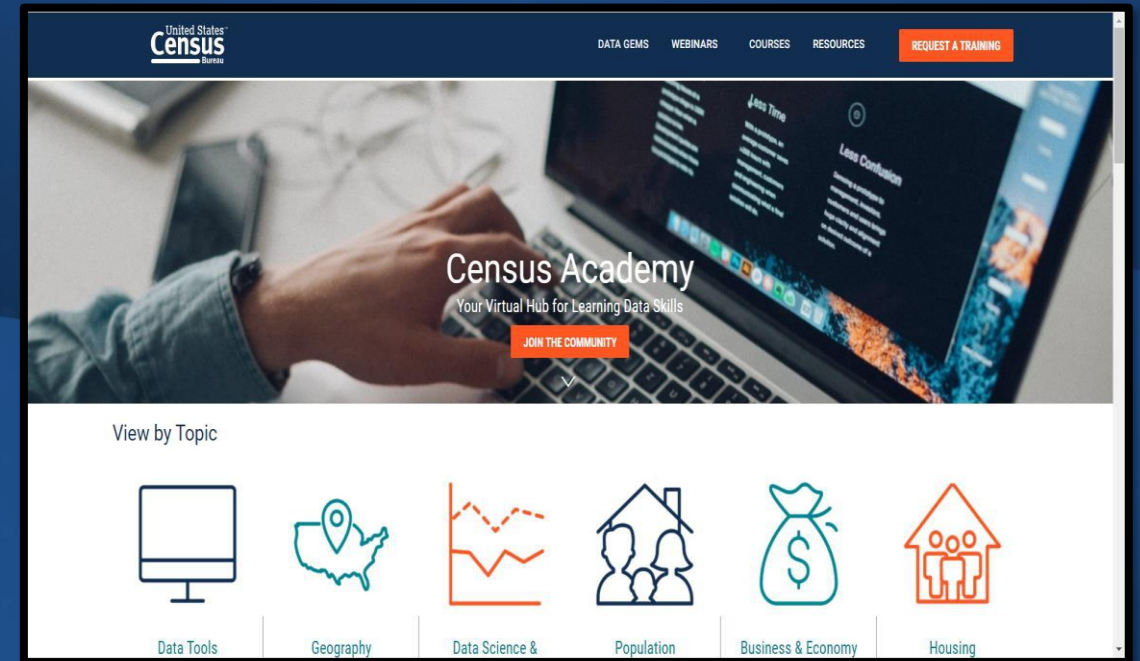 United States™
Census
Bureau
DATA GEMS WEBINARS COURSES RESOURCES REQUEST A TRAINING
Less Time
Less Confusion
Census Academy
Your Virtual Hub for Learning Data Skills
JOIN THE COMMUNITY
View by Topic
$
Data Tools Geography Data Science & Population Business & Economy Housing